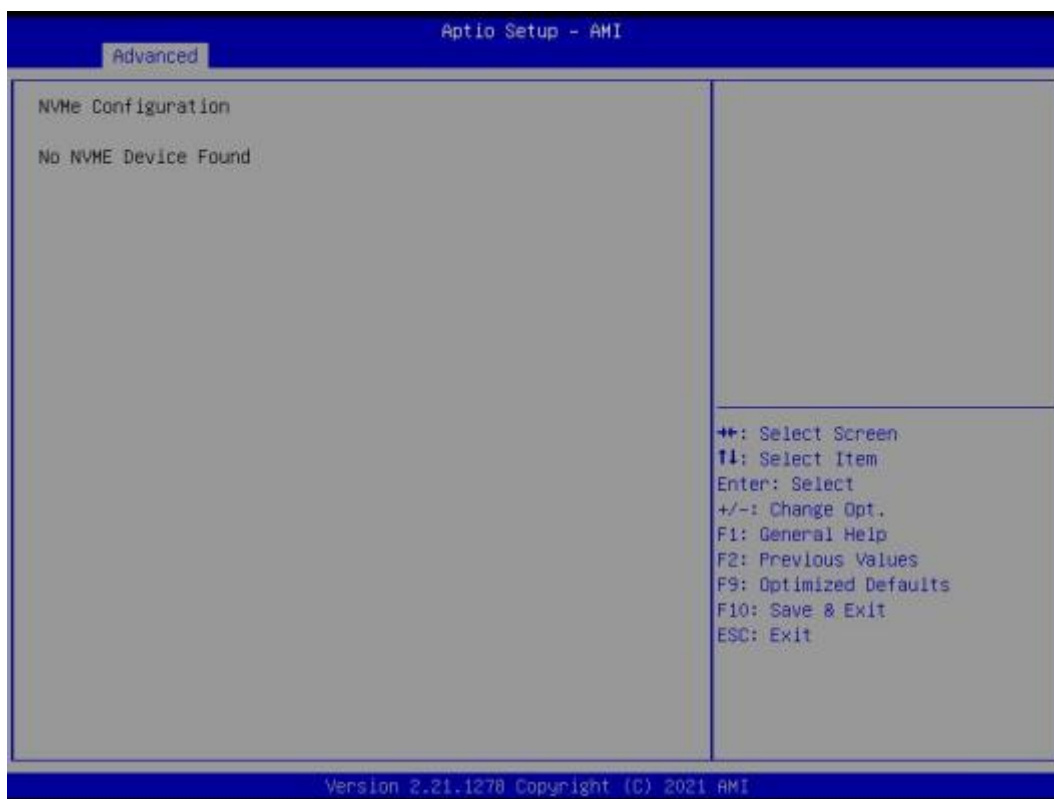 Aptio Setup – AMI
Advanced
NVMe Configuration
No NVME Device Found
→←: Select Screen
↑↓: Select Item
Enter: Select
+/-: Change Opt.
F1: General Help
F2: Previous Values
F9: Optimized Defaults
F10: Save & Exit
ESC: Exit
Version 2.21.1278 Copyright (C) 2021 AMI